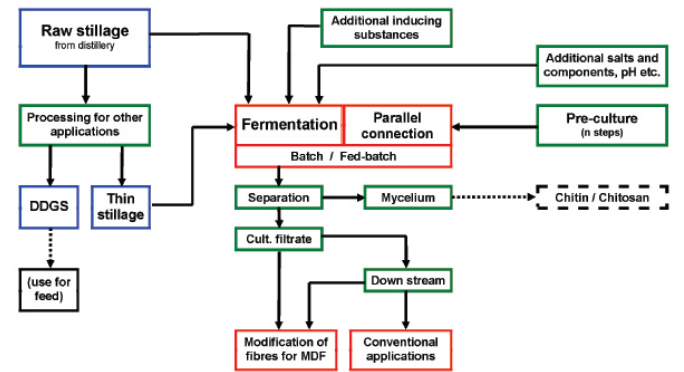 Raw stillage
from distillery
Additional inducing
substances
Additional salts and
components, pH etc.
Processing for other
applications
Fermentation
Parallel
connection
Pre-culture
(n steps)
Batch / Fed-batch
DDGS
Thin
stillage
Separation
Mycelium
Chitin / Chitosan
Cult. filtrate
(use for
feed)
Down stream
Modification of
fibres for MDF
Conventional
applications